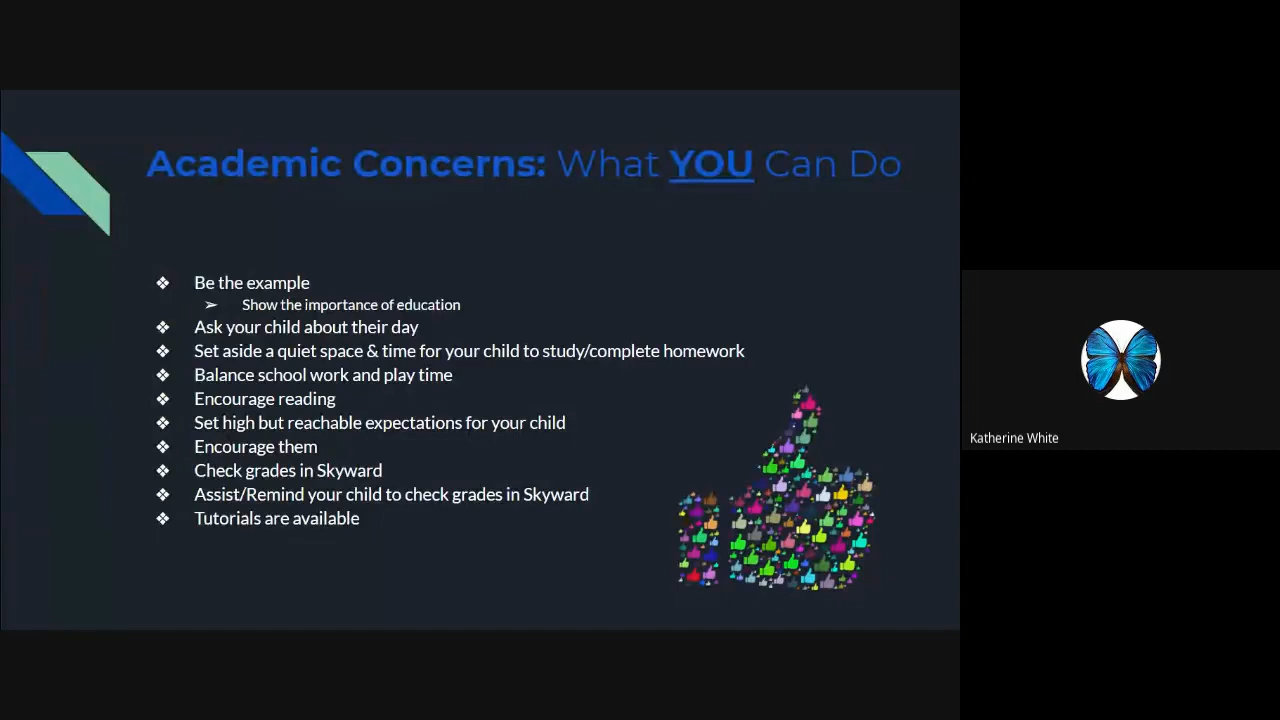 Academic Concerns: What YOU Can Do
❖ Be the example
➢ Show the importance of education
❖ Ask your child about their day
❖ Set aside a quiet space & time for your child to study/complete homework
❖ Balance school work and play time
❖ Encourage reading
❖ Set high but reachable expectations for your child
❖ Encourage them
❖ Check grades in Skyward
❖ Assist/Remind your child to check grades in Skyward
❖ Tutorials are available
Katherine White